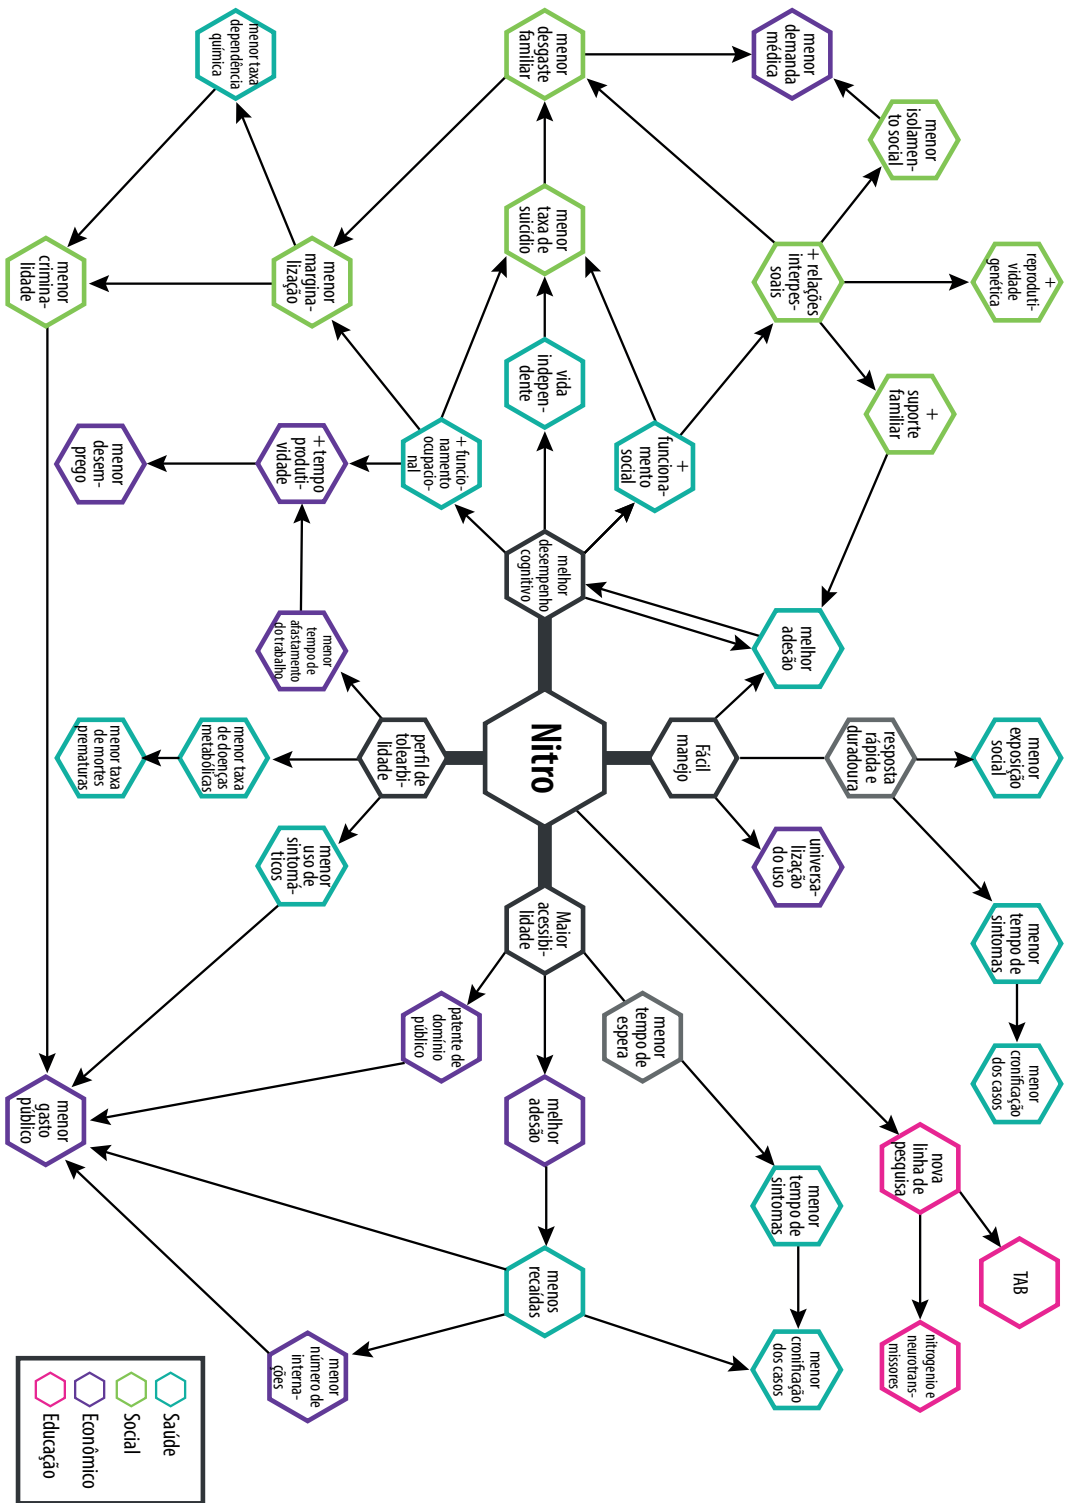 +
reproduti-
vidade
genética
menor
exposição
social
menor
tempo de
sintomas
menor
cronificação
dos casos
TAB
menor
isolamen-
to social
+
suporte
familiar
resposta
rápida e
duradoura
nova
linha de
pesquisa
nitrogenio e
neurotrans-
missores
menor
demanda
médica
+ relações
interpes-
soais
melhor
adesão
universa-
lização
do uso
menor
tempo de
sintomas
menor
cronificação
dos casos
+
funciona-
mento
social
Fácil
manejo
menor
tempo de
espera
menor
desgaste
familiar
menor
taxa de
suicídio
vida
indepen-
dente
melhor
desempenho
cognitivo
Nitro
Maior
acessibi-
lidade
melhor
adesão
menos
recaídas
+ funcio-
namento
ocupacio-
nal
perfil de
tolearbi-
lidade
patente de
domínio
público
menor
margina-
lização
+ tempo
produti-
vidade
menor
tempo de
afastamento
do trabalho
menor
uso de
sintomá-
ticos
menor
número de
interna-
ções
menor taxa
dependência
química
menor taxa
de doenças
metabólicas
menor
crimina-
lidade
menor
desem-
prego
menor taxa
de mortes
prematuras
menor
gasto
público
Saúde
Social
Econômico
Educação